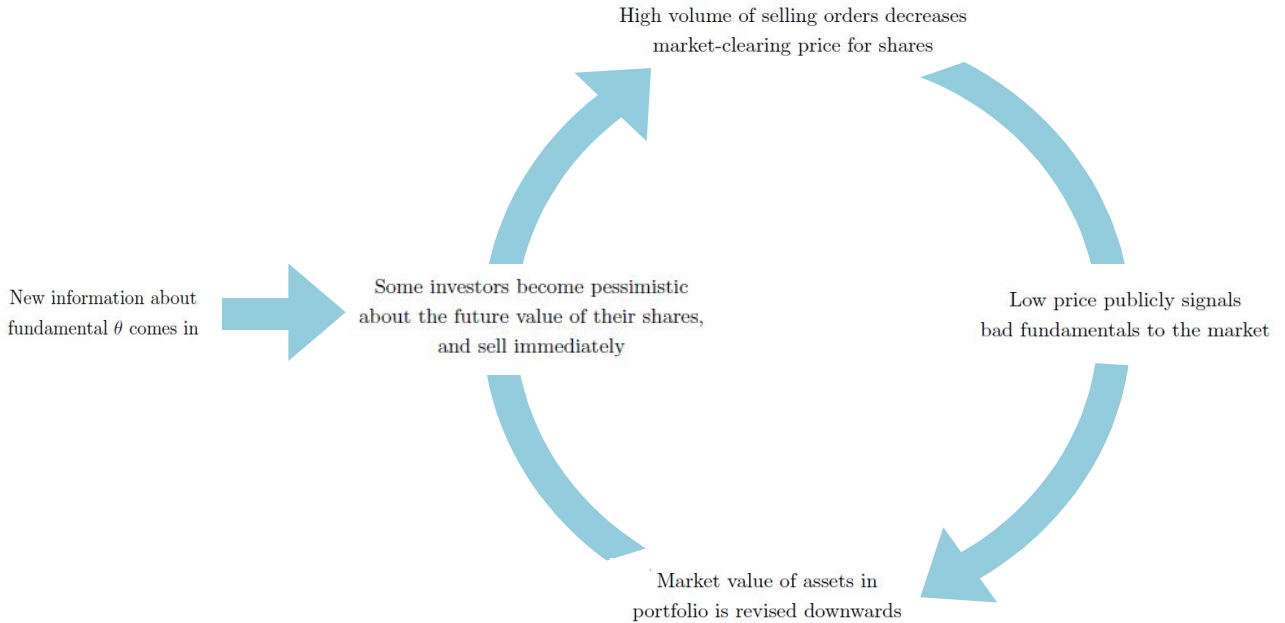 High volume of selling orders decreases
market-clearing price for shares
New information about
fundamental θ comes in
Some investors become pessimistic
about the future value of their shares,
and sell immediately
Low price publicly signals
bad fundamentals to the market
Market value of assets in
portfolio is revised downwards